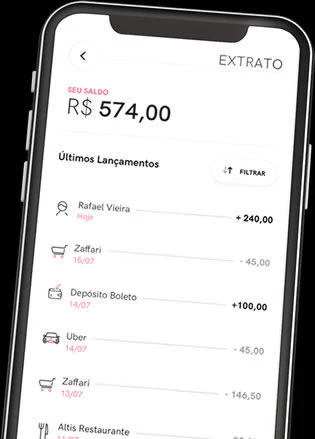 EXTRATO
SEU SALDO
R$ 574,00
Últimos Lançamentos
FILTRAR
Rafael Vieira + 240,00
Hoje
Zaffari - 45,00
15/07
Depósito Boleto +100,00
14/07
Uber - 45,00
14/07
Zaffari - 146,50
13/07
Altis Restaurante